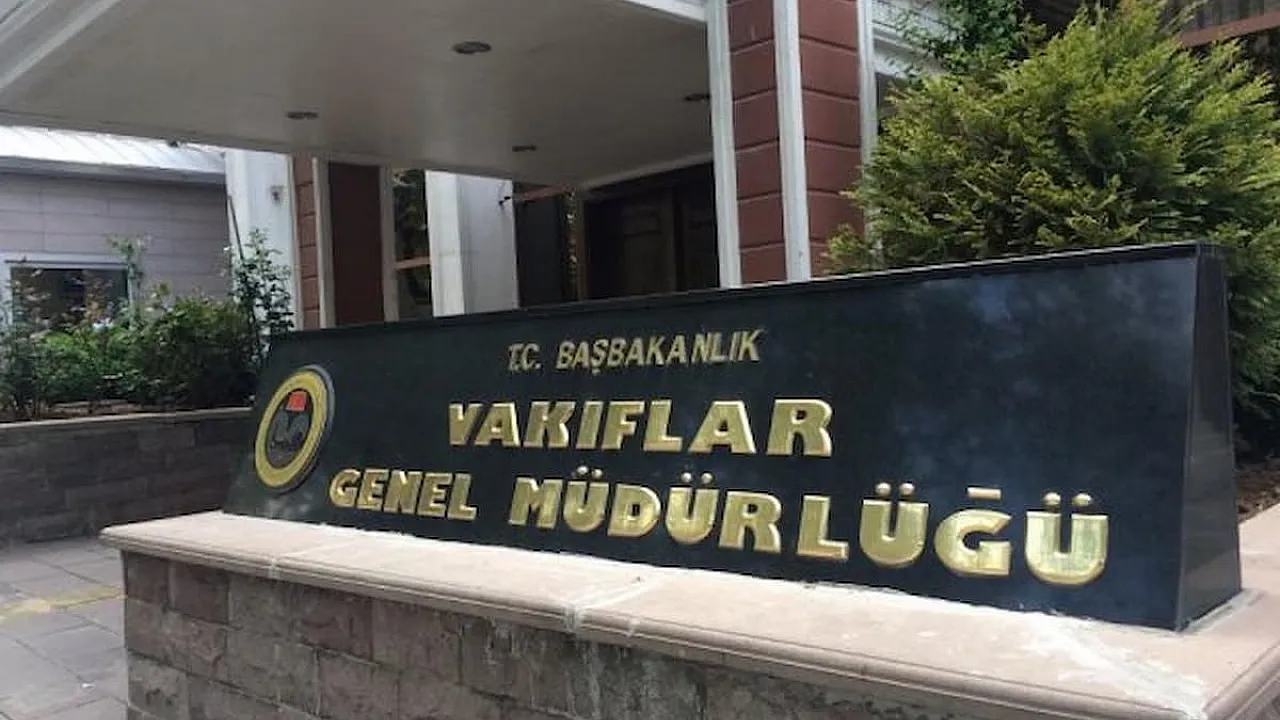 T.C. BAŞBAKANLIK
VAKIFLAR
GENEL MÜDÜRLÜĞÜ